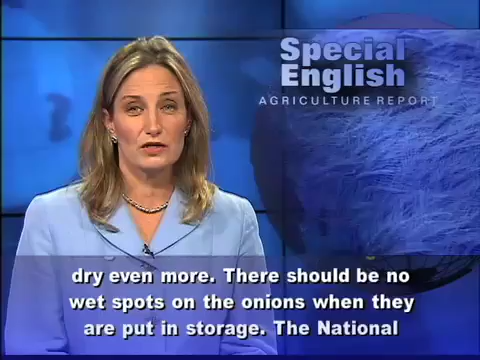 Special
English
AGRICULTURE REPORT
dry even more. There should be no
wet spots on the onions when they
are put in storage. The National